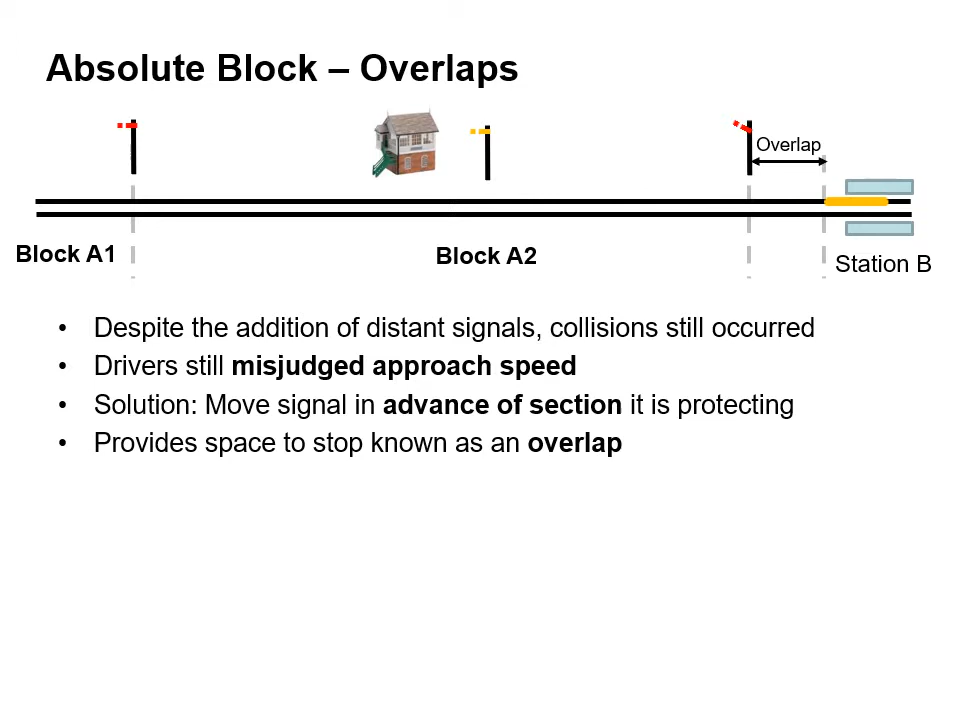 Absolute Block – Overlaps
Overlap
Block A1
Block A2
Station B
• Despite the addition of distant signals, collisions still occurred
• Drivers still misjudged approach speed
• Solution: Move signal in advance of section it is protecting
• Provides space to stop known as an overlap